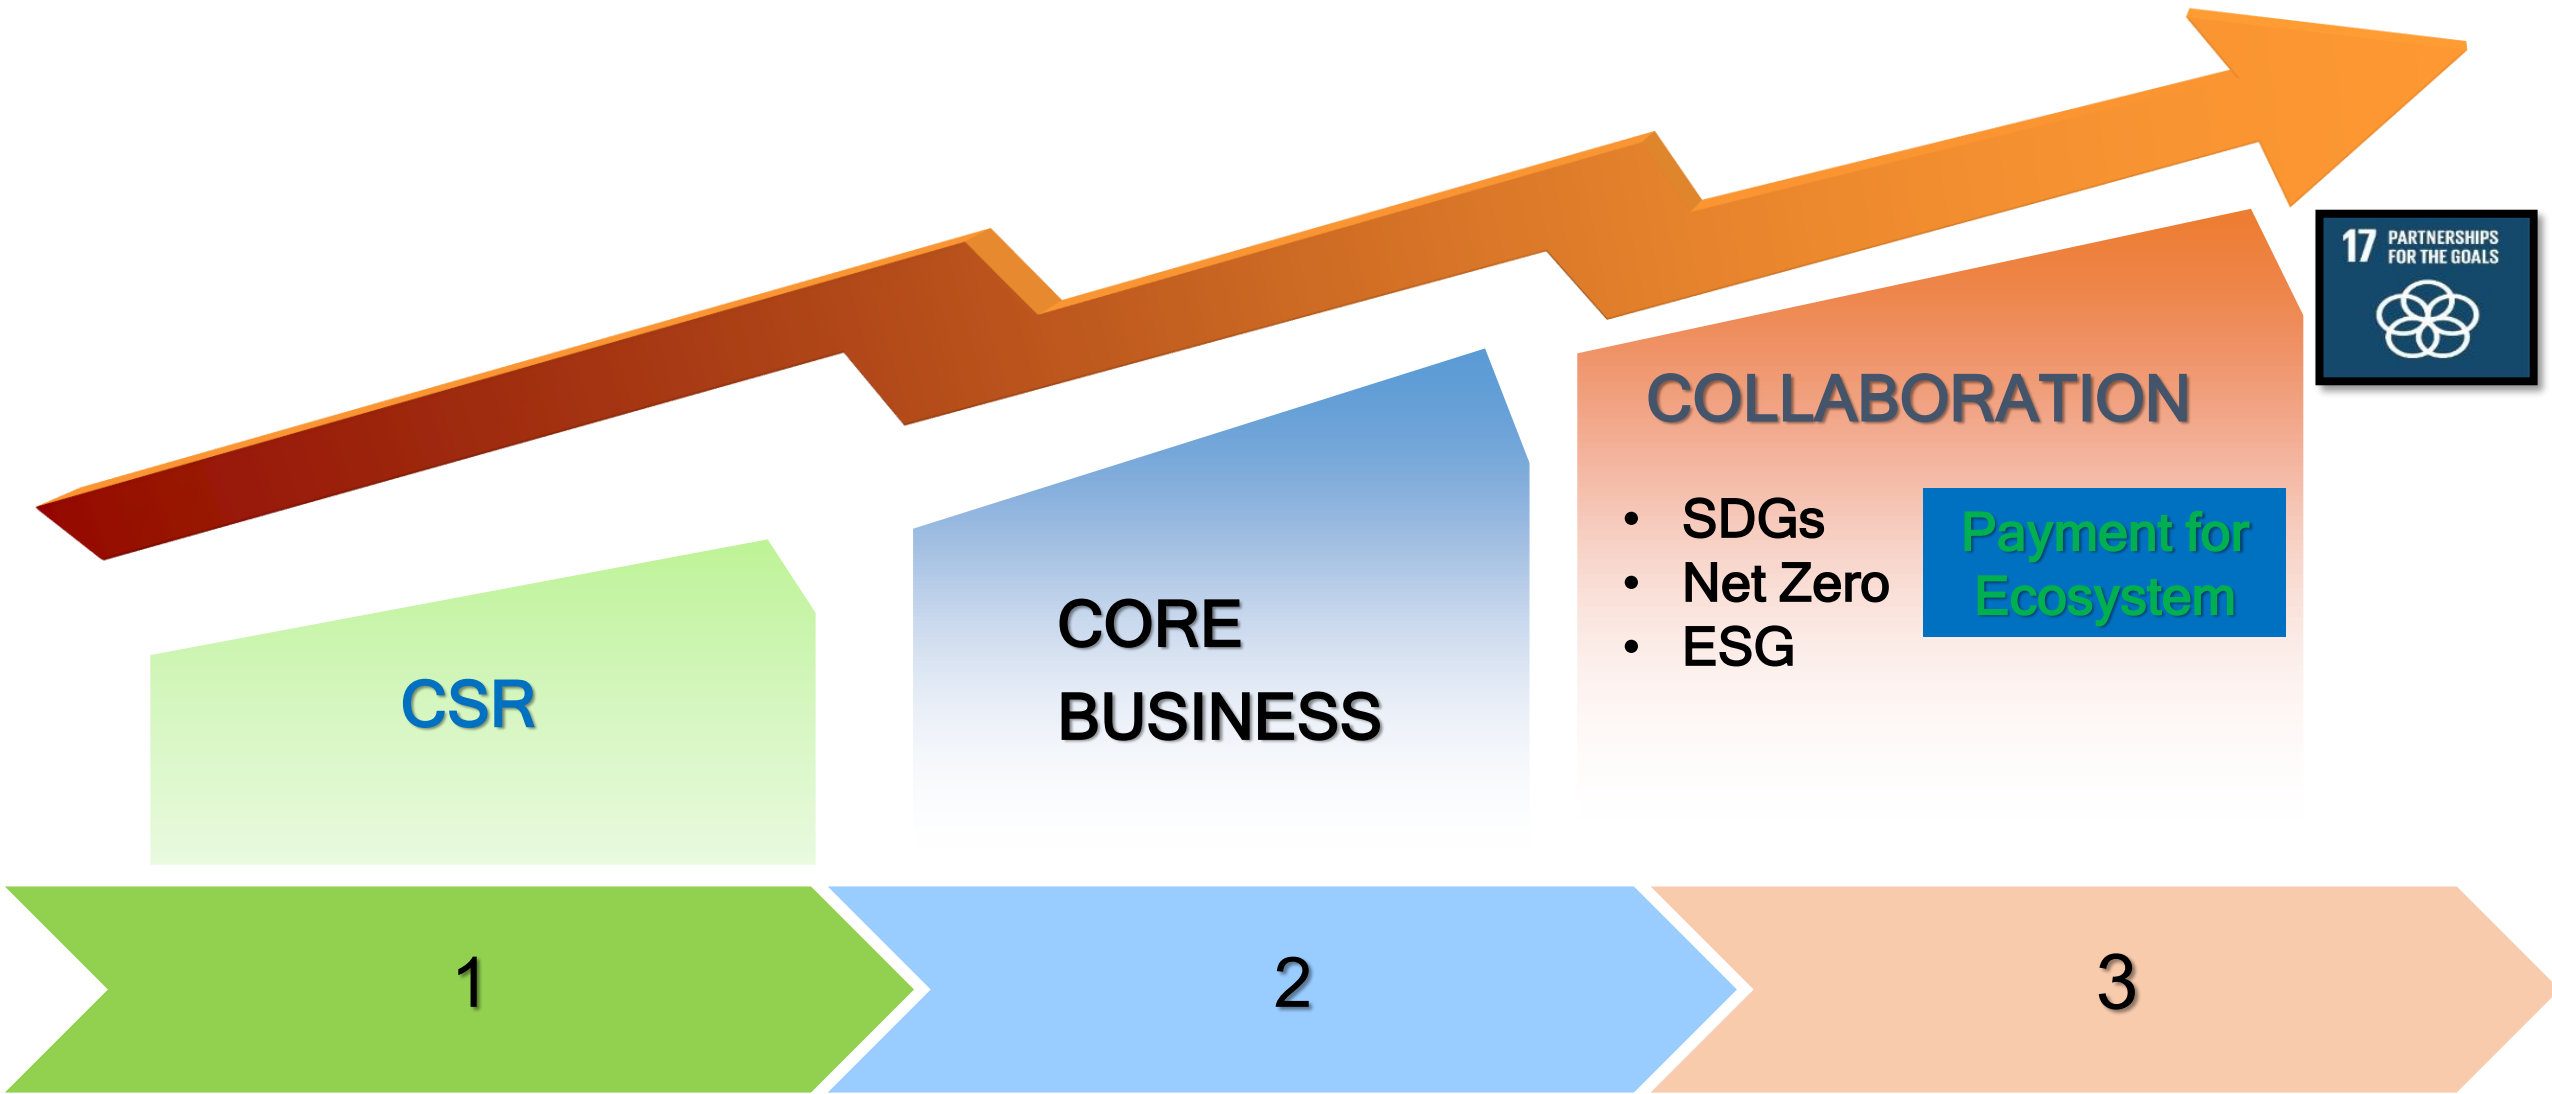 17 PARTNERSHIPS
FOR THE GOALS
CSR
CORE
BUSINESS
COLLABORATION
• SDGs
• Net Zero
• ESG
Payment for
Ecosystem
1
2
3